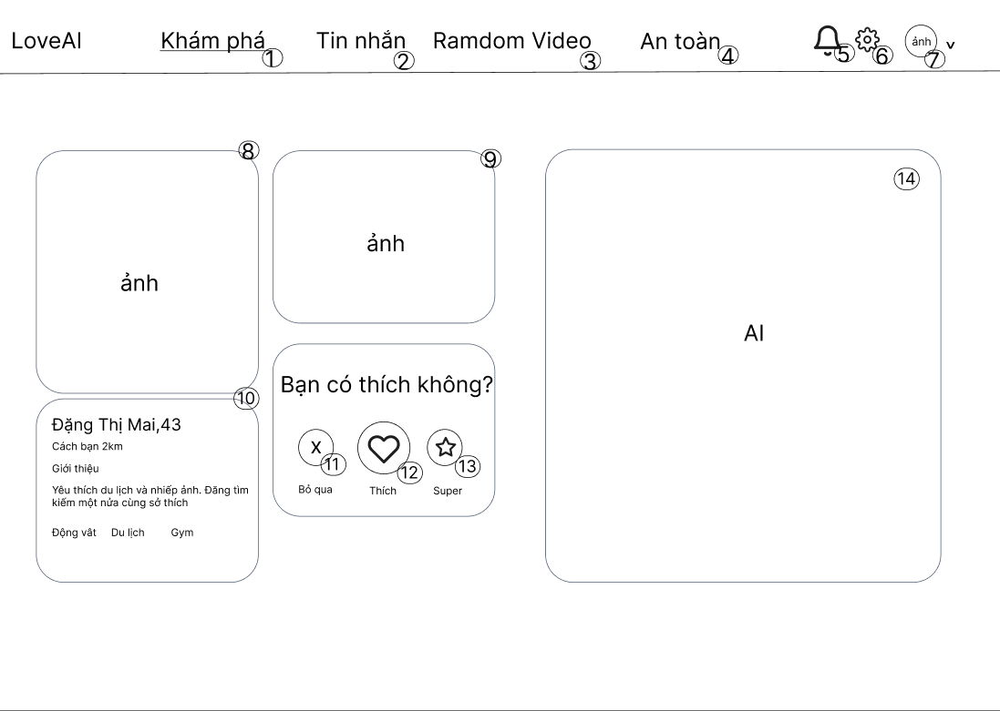 LoveAI Khám phá Tin nhắn Ramdom Video An toàn ảnh v
1 2 3 4 5 6 7
8 9
14
ảnh
ảnh
AI
10
Bạn có thích không?
Đặng Thị Mai,43
Cách bạn 2km
Giới thiệu
Yêu thích du lịch và nhiếp ảnh. Đăng tìm
kiếm một nửa cùng sở thích
Động vât Du lịch Gym
X
11 12 13
Bỏ qua Thích Super